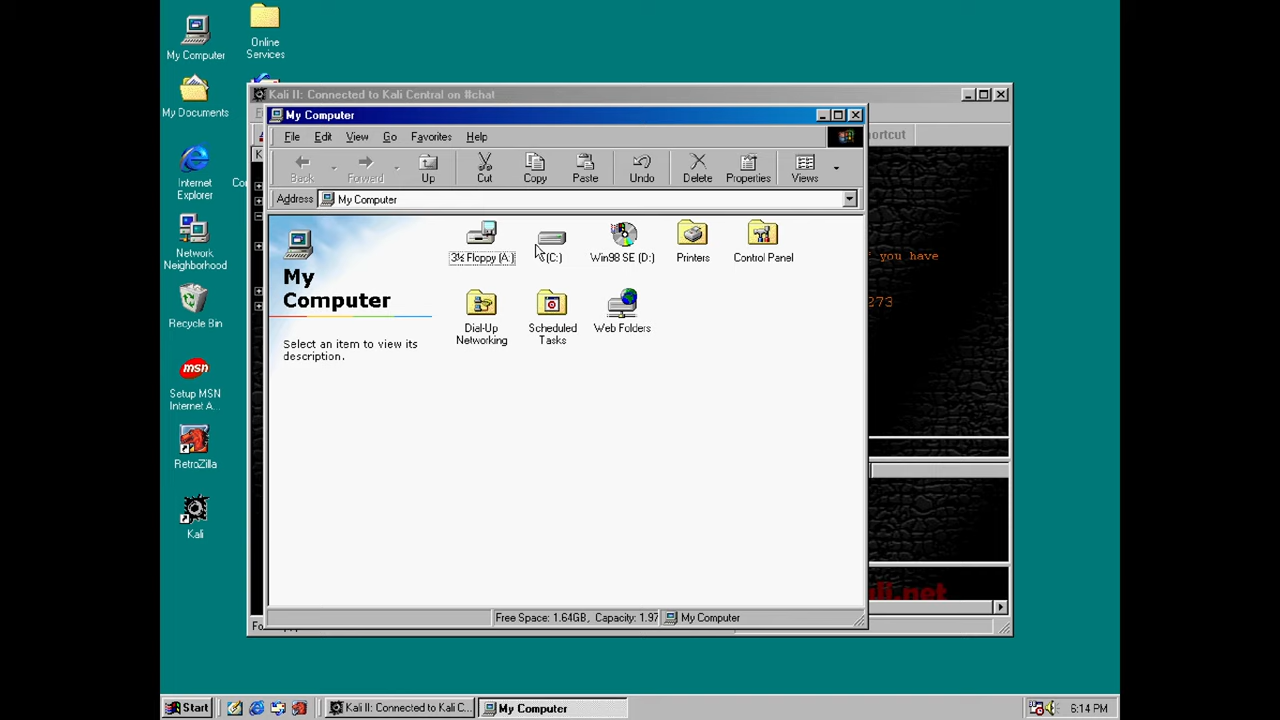 My Computer
Online
Services
My Documents
Internet
Explorer
Network
Neighborhood
Recycle Bin
msn
Setup MSN
Internet A...
RetroZilla
Kali
Kali II: Connected to Kali Central on #chat
My Computer
File Edit View Go Favorites Help
Back Forward Up Cut Copy Paste Undo Delete Properties Views
Address My Computer
My
Computer
Select an item to view its
description.
3½ Floppy (A:)
(C:)
Win98 SE (D:)
Printers
Control Panel
Dial-Up
Networking
Scheduled
Tasks
Web Folders
you have
273
Free Space: 1.64GB, Capacity: 1.97
My Computer
Start
Kali II: Connected to Kali C...
My Computer
6:14 PM